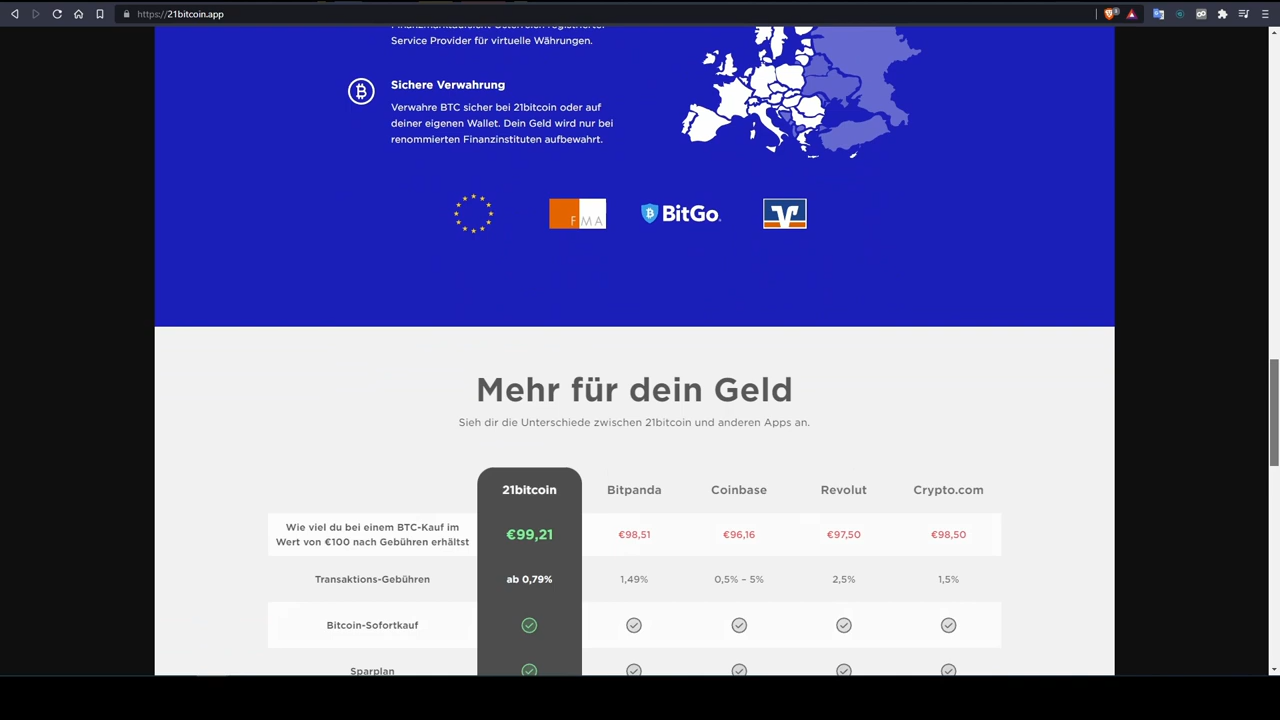 https://21bitcoin.app
Service Provider für virtuelle Währungen.
Sichere Verwahrung
Verwahre BTC sicher bei 21bitcoin oder auf
deiner eigenen Wallet. Dein Geld wird nur bei
renommierten Finanzinstituten aufbewahrt.
FMA
BitGo
Mehr für dein Geld
Sieh dir die Unterschiede zwischen 21bitcoin und anderen Apps an.
21bitcoin Bitpanda Coinbase Revolut Crypto.com
Wie viel du bei einem BTC-Kauf im
Wert von €100 nach Gebühren erhältst
€99,21 €98,51 €96,16 €97,50 €98,50
Transaktions-Gebühren ab 0,79% 1,49% 0,5% – 5% 2,5% 1,5%
Bitcoin-Sofortkauf
Sparplan